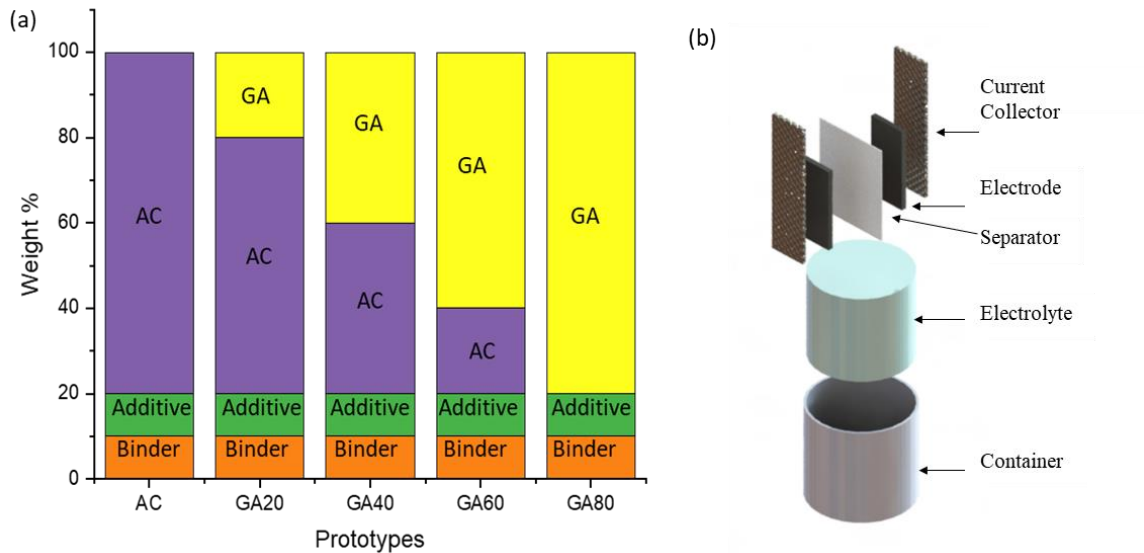 (a)
Weight %
100
80
60
40
20
0
AC
Additive
Binder
GA
AC
Additive
Binder
GA
AC
Additive
Binder
GA
AC
Additive
Binder
GA
Additive
Binder
AC
GA20
GA40
GA60
GA80
Prototypes
(b)
Current
Collector
Electrode
Separator
Electrolyte
Container